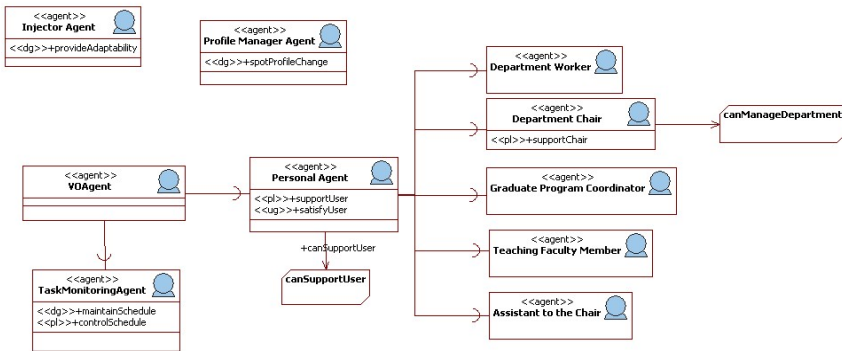 <<agent>>
Injector Agent
<<dg>>+provideAdaptability
<<agent>>
Profile Manager Agent
<<dg>>+spotProfileChange
<<agent>>
Department Worker
<<agent>>
Department Chair
<<pl>>+supportChair
canManageDepartment
<<agent>>
VOAgent
<<agent>>
Personal Agent
<<pl>>+supportUser
<<ug>>+satisfyUser
<<agent>>
Graduate Program Coordinator
<<agent>>
Teaching Faculty Member
+canSupportUser
canSupportUser
<<agent>>
TaskMonitoringAgent
<<dg>>+maintainSchedule
<<pl>>+controlSchedule
<<agent>>
Assistant to the Chair